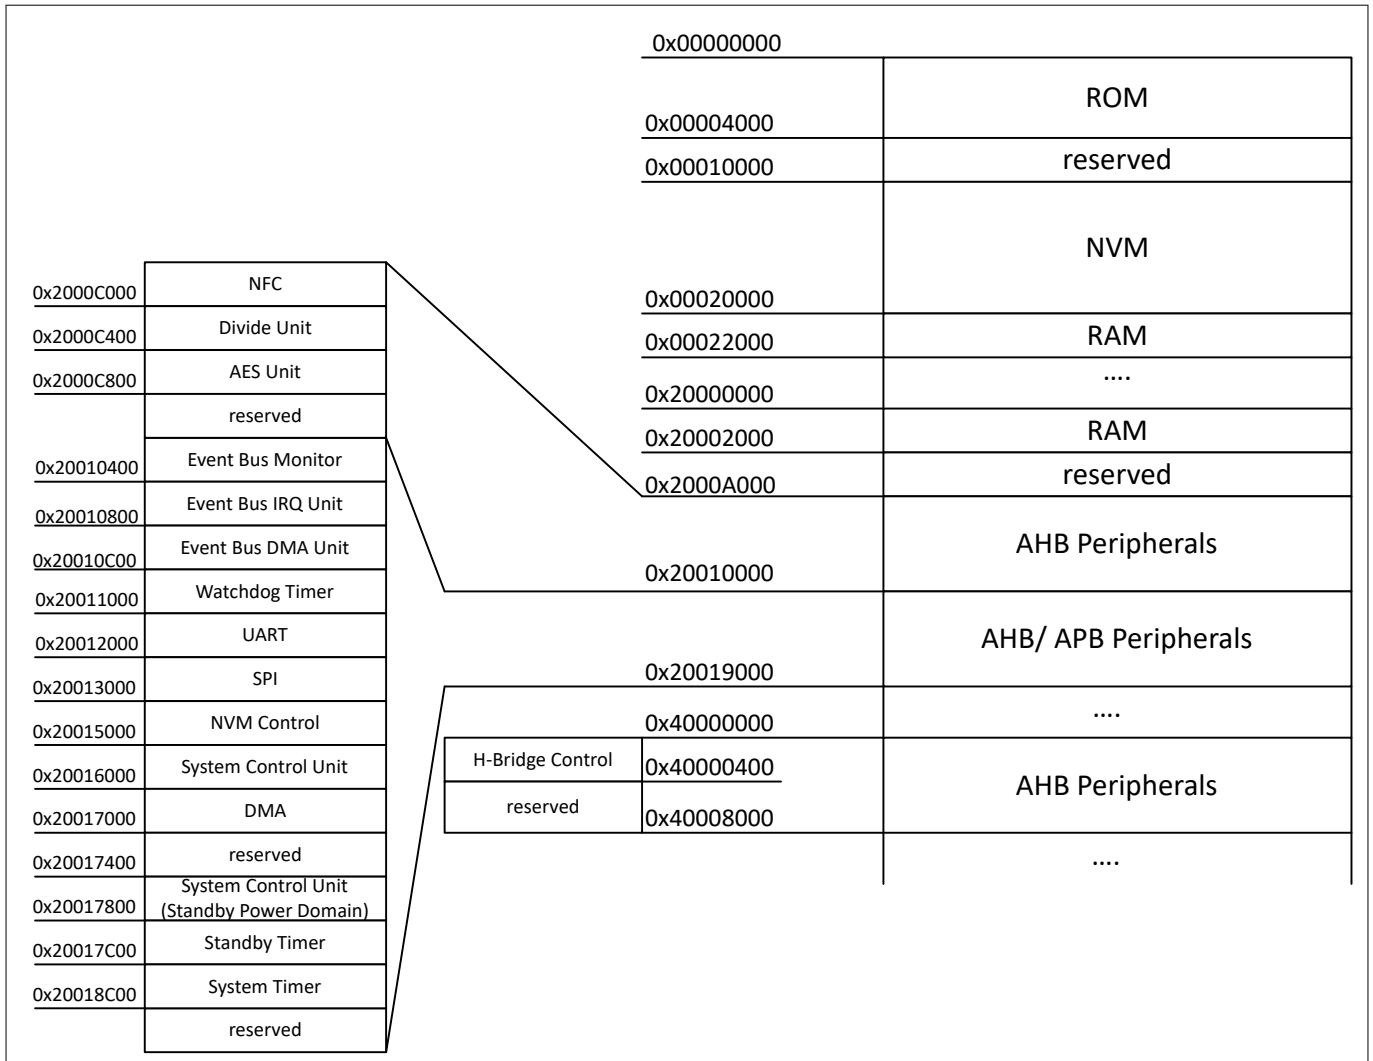 0x00000000
ROM
0x00004000
reserved
0x00010000
NVM
0x00020000
RAM
0x00022000
....
0x20000000
RAM
0x20002000
reserved
0x2000A000
AHB Peripherals
0x20010000
AHB/ APB Peripherals
0x20019000
....
0x40000000
H-Bridge Control
0x40000400
AHB Peripherals
reserved
0x40008000
....
NFC
0x2000C000
Divide Unit
0x2000C400
AES Unit
0x2000C800
reserved
Event Bus Monitor
0x20010400
Event Bus IRQ Unit
0x20010800
Event Bus DMA Unit
0x20010C00
Watchdog Timer
0x20011000
UART
0x20012000
SPI
0x20013000
NVM Control
0x20015000
System Control Unit
0x20016000
DMA
0x20017000
reserved
0x20017400
System Control Unit
(Standby Power Domain)
0x20017800
Standby Timer
0x20017C00
System Timer
0x20018C00
reserved